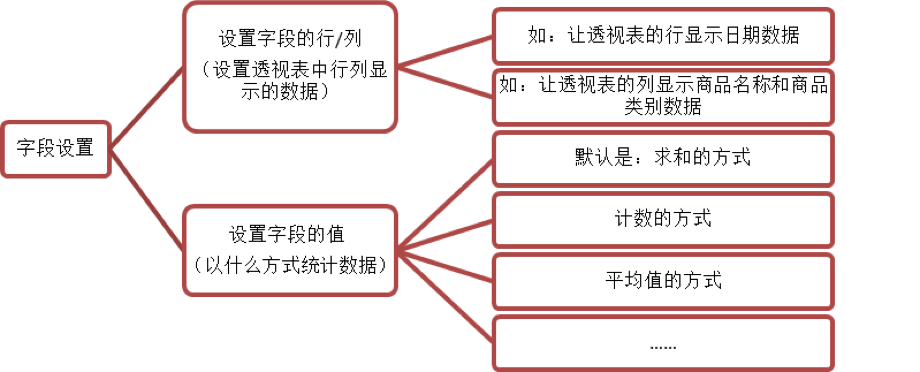 字段设置
设置字段的行/列
（设置透视表中行列显
示的数据）
如：让透视表的行显示日期数据
如：让透视表的列显示商品名称和商品
类别数据
设置字段的值
（以什么方式统计数据）
默认是：求和的方式
计数的方式
平均值的方式
……